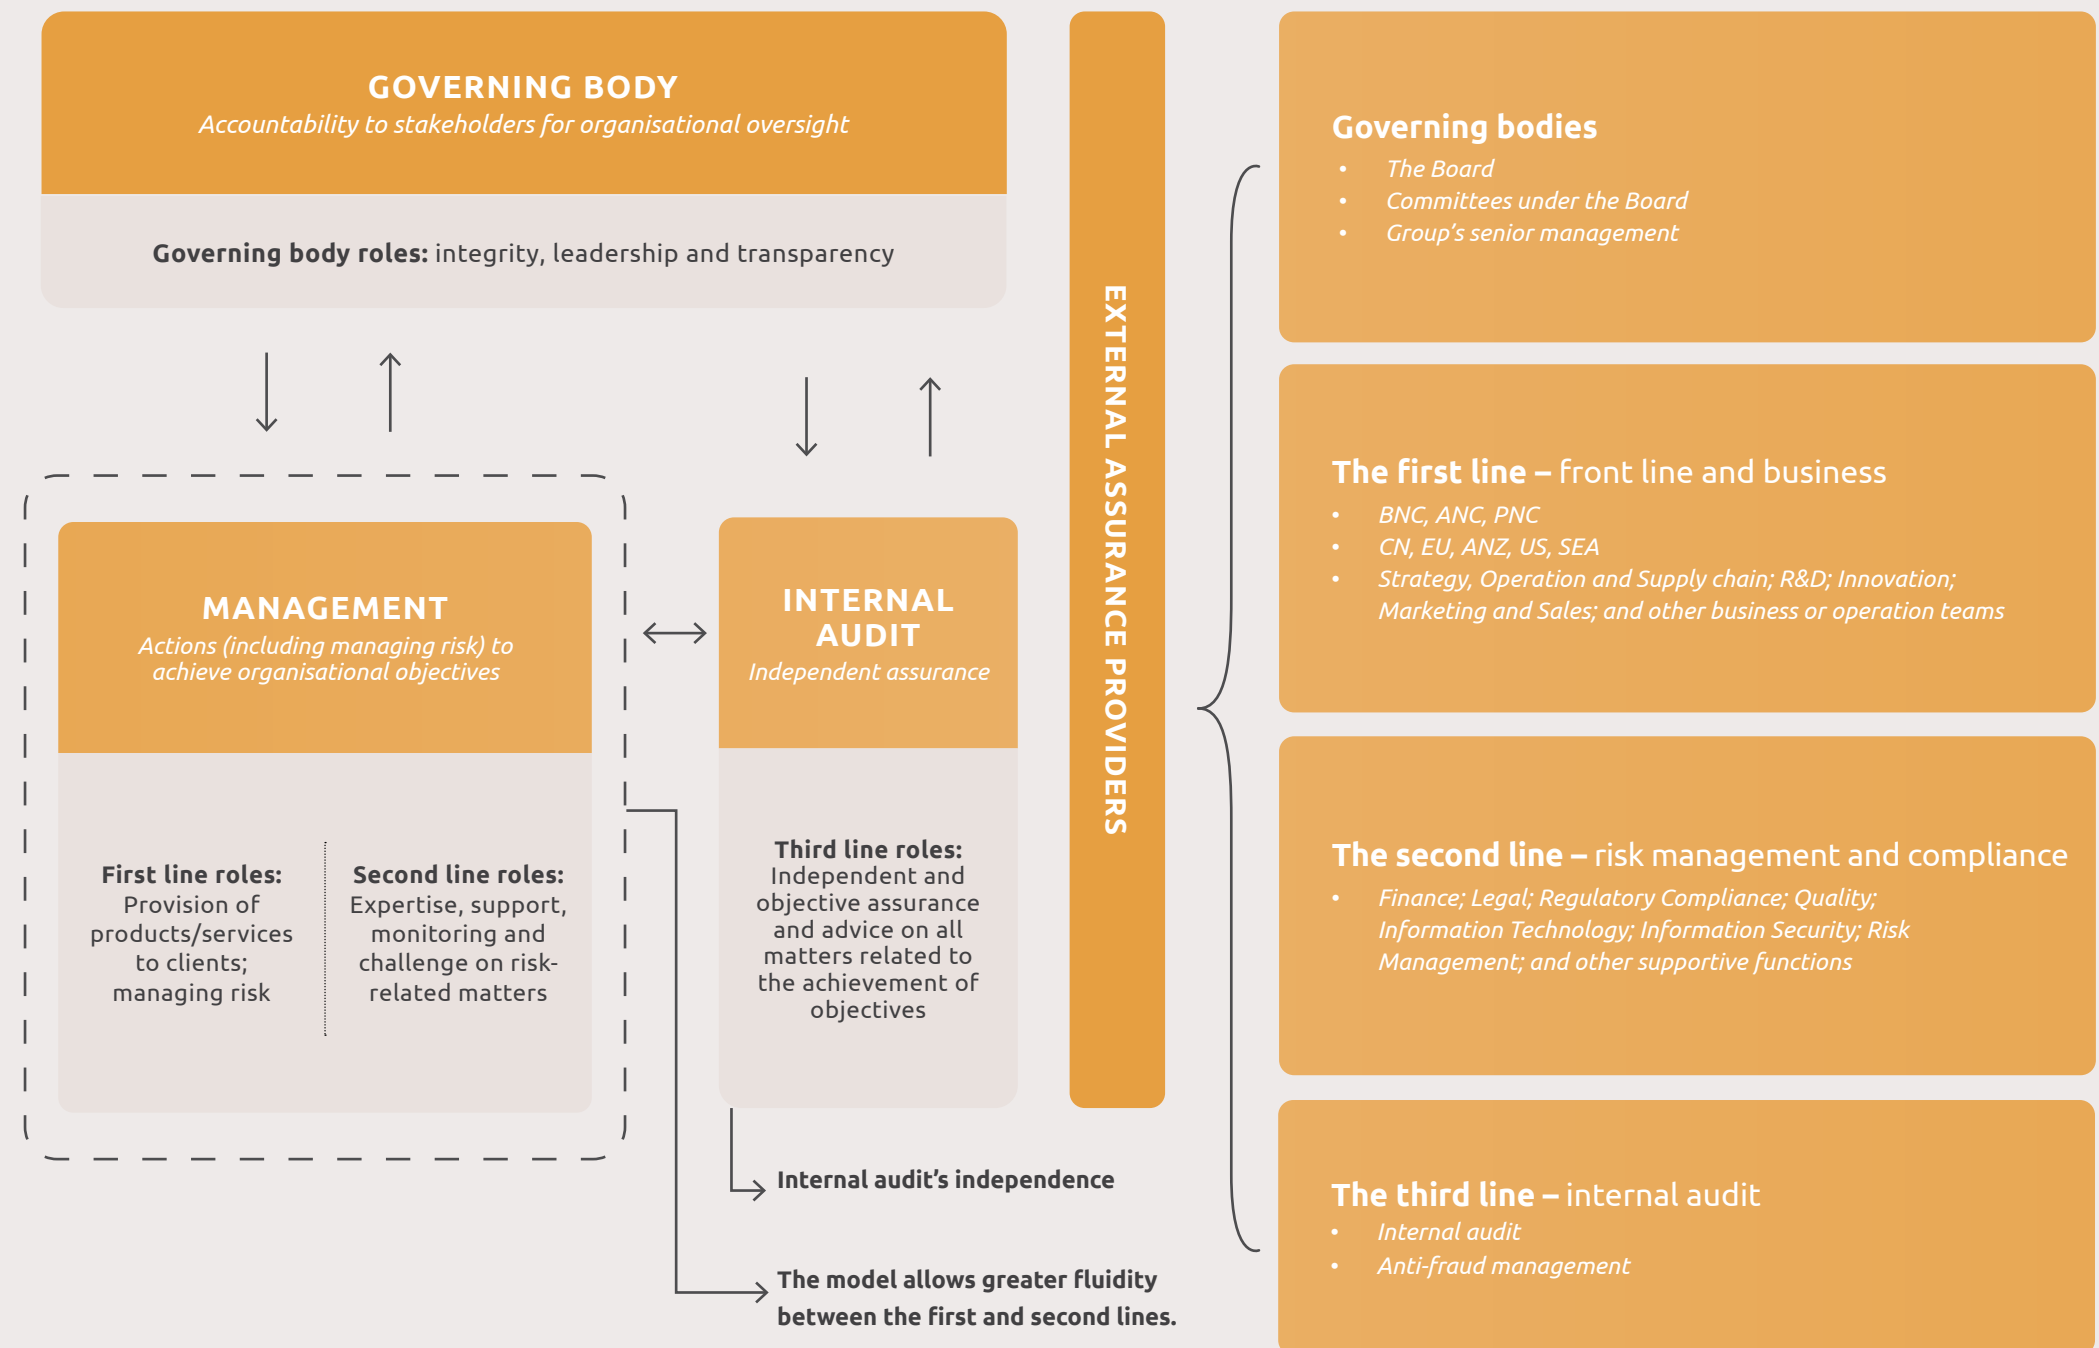 GOVERNING BODY
Accountability to stakeholders for organisational oversight
Governing body roles: integrity, leadership and transparency
MANAGEMENT
Actions (including managing risk) to
achieve organisational objectives
First line roles:
Provision of
products/services
to clients;
managing risk
Second line roles:
Expertise, support,
monitoring and
challenge on risk-
related matters
INTERNAL
AUDIT
Independent assurance
Third line roles:
Independent and
objective assurance
and advice on all
matters related to
the achievement of
objectives
Internal audit’s independence
The model allows greater fluidity
between the first and second lines.
EXTERNAL ASSURANCE PROVIDERS
Governing bodies
• The Board
• Committees under the Board
• Group’s senior management
The first line – front line and business
• BNC, ANC, PNC
• CN, EU, ANZ, US, SEA
• Strategy, Operation and Supply chain; R&D; Innovation;
Marketing and Sales; and other business or operation teams
The second line – risk management and compliance
• Finance; Legal; Regulatory Compliance; Quality;
Information Technology; Information Security; Risk
Management; and other supportive functions
The third line – internal audit
• Internal audit
• Anti-fraud management